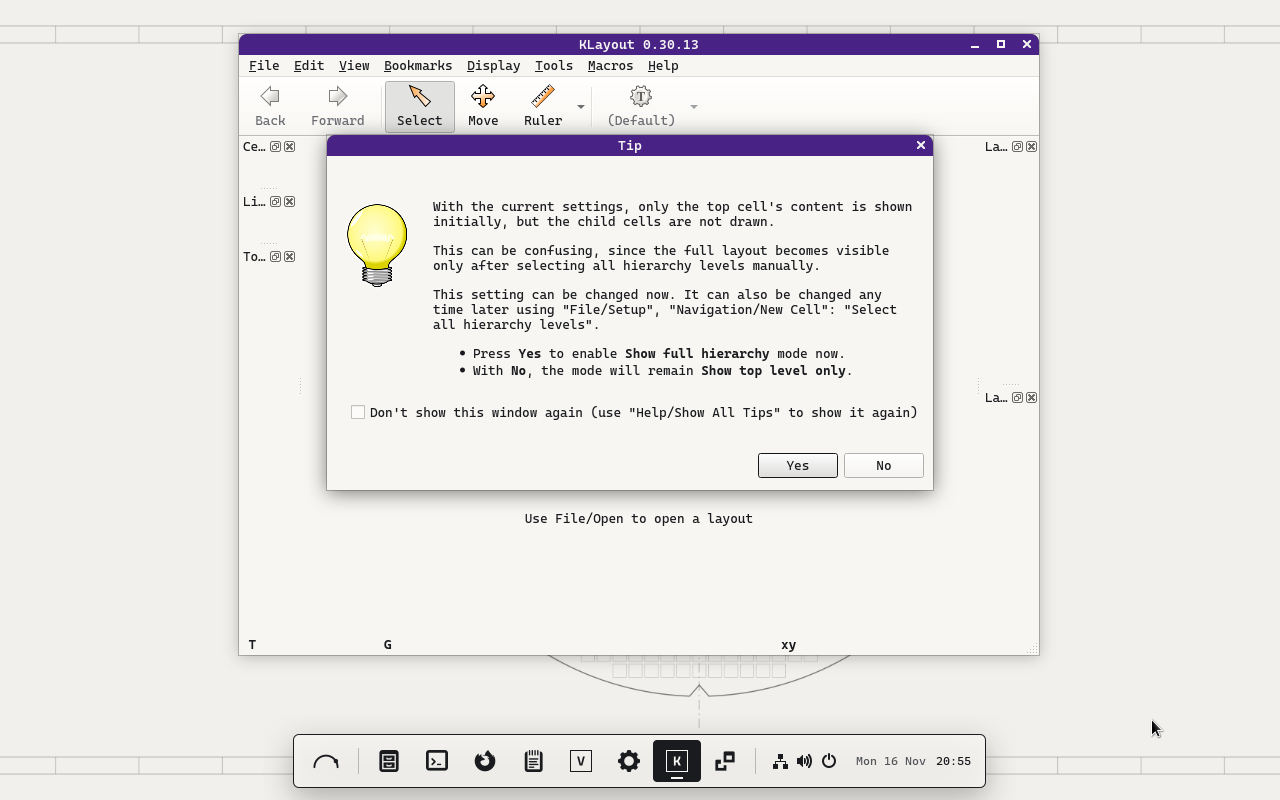 KLayout 0.30.13
File Edit View Bookmarks Display Tools Macros Help
T
Back Forward Select Move Ruler (Default)
Tip
Ce…
La…
Li…
To…
With the current settings, only the top cell's content is shown
initially, but the child cells are not drawn.
This can be confusing, since the full layout becomes visible
only after selecting all hierarchy levels manually.
This setting can be changed now. It can also be changed any
time later using "File/Setup", "Navigation/New Cell": "Select
all hierarchy levels".
• Press Yes to enable Show full hierarchy mode now.
• With No, the mode will remain Show top level only.
La…
Don't show this window again (use "Help/Show All Tips" to show it again)
Yes No
Use File/Open to open a layout
T G xy
V K Mon 16 Nov 20:55